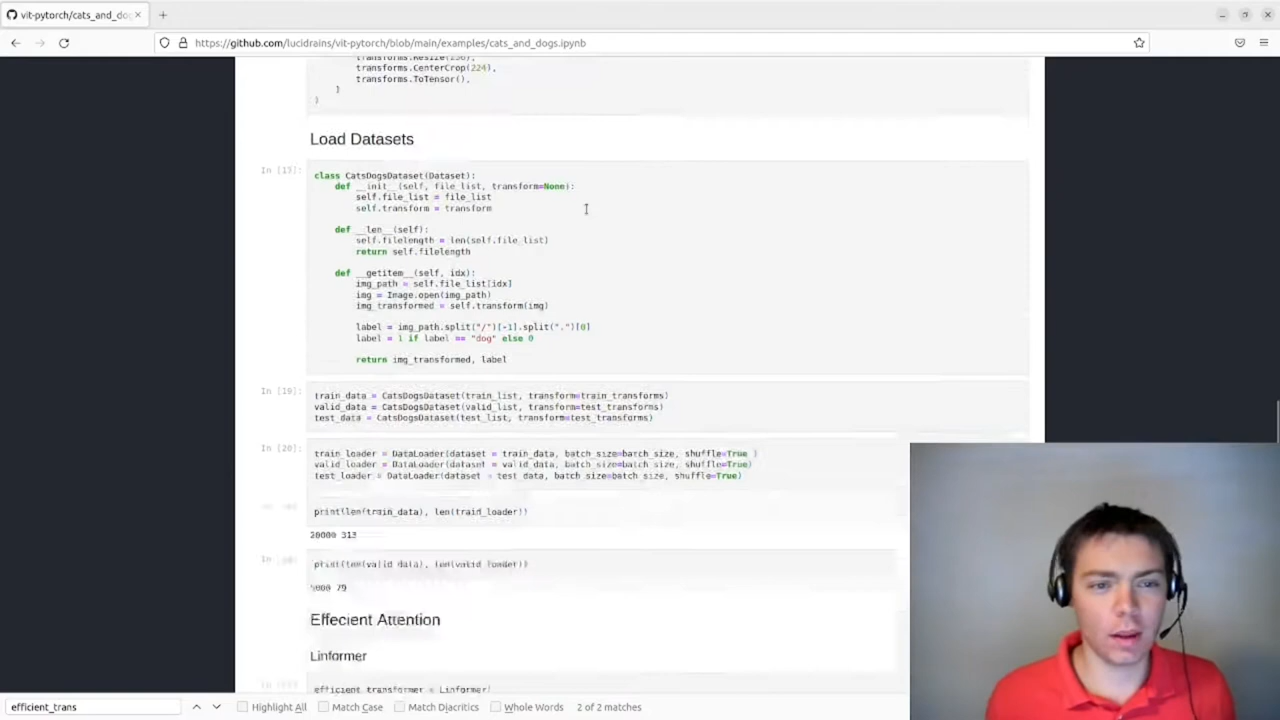 vit-pytorch/cats_and_dog
https://github.com/lucidrains/vit-pytorch/blob/main/examples/cats_and_dogs.ipynb
transforms.CenterCrop(224),
transforms.ToTensor(),
]
)
Load Datasets
In [17]:
class CatsDogsDataset(Dataset):
def __init__(self, file_list, transform=None):
self.file_list = file_list
self.transform = transform
def __len__(self):
self.filelength = len(self.file_list)
return self.filelength
def __getitem__(self, idx):
img_path = self.file_list[idx]
img = Image.open(img_path)
img_transformed = self.transform(img)
label = img_path.split("/")[-1].split(".")[0]
label = 1 if label == "dog" else 0
return img_transformed, label
In [19]:
train_data = CatsDogsDataset(train_list, transform=train_transforms)
valid_data = CatsDogsDataset(valid_list, transform=test_transforms)
test_data = CatsDogsDataset(test_list, transform=test_transforms)
In [20]:
train_loader = DataLoader(dataset = train_data, batch_size=batch_size, shuffle=True )
valid_loader = DataLoader(dataset = valid_data, batch_size=batch_size, shuffle=True)
test_loader = DataLoader(dataset = test_data, batch_size=batch_size, shuffle=True)
print(len(train_data), len(train_loader))
20000 313
print(len(valid_data), len(valid_loader))
5000 79
Effecient Attention
Linformer
efficient_transformer = Linformer(
efficient_trans
Highlight All
Match Case
Match Diacritics
Whole Words
2 of 2 matches